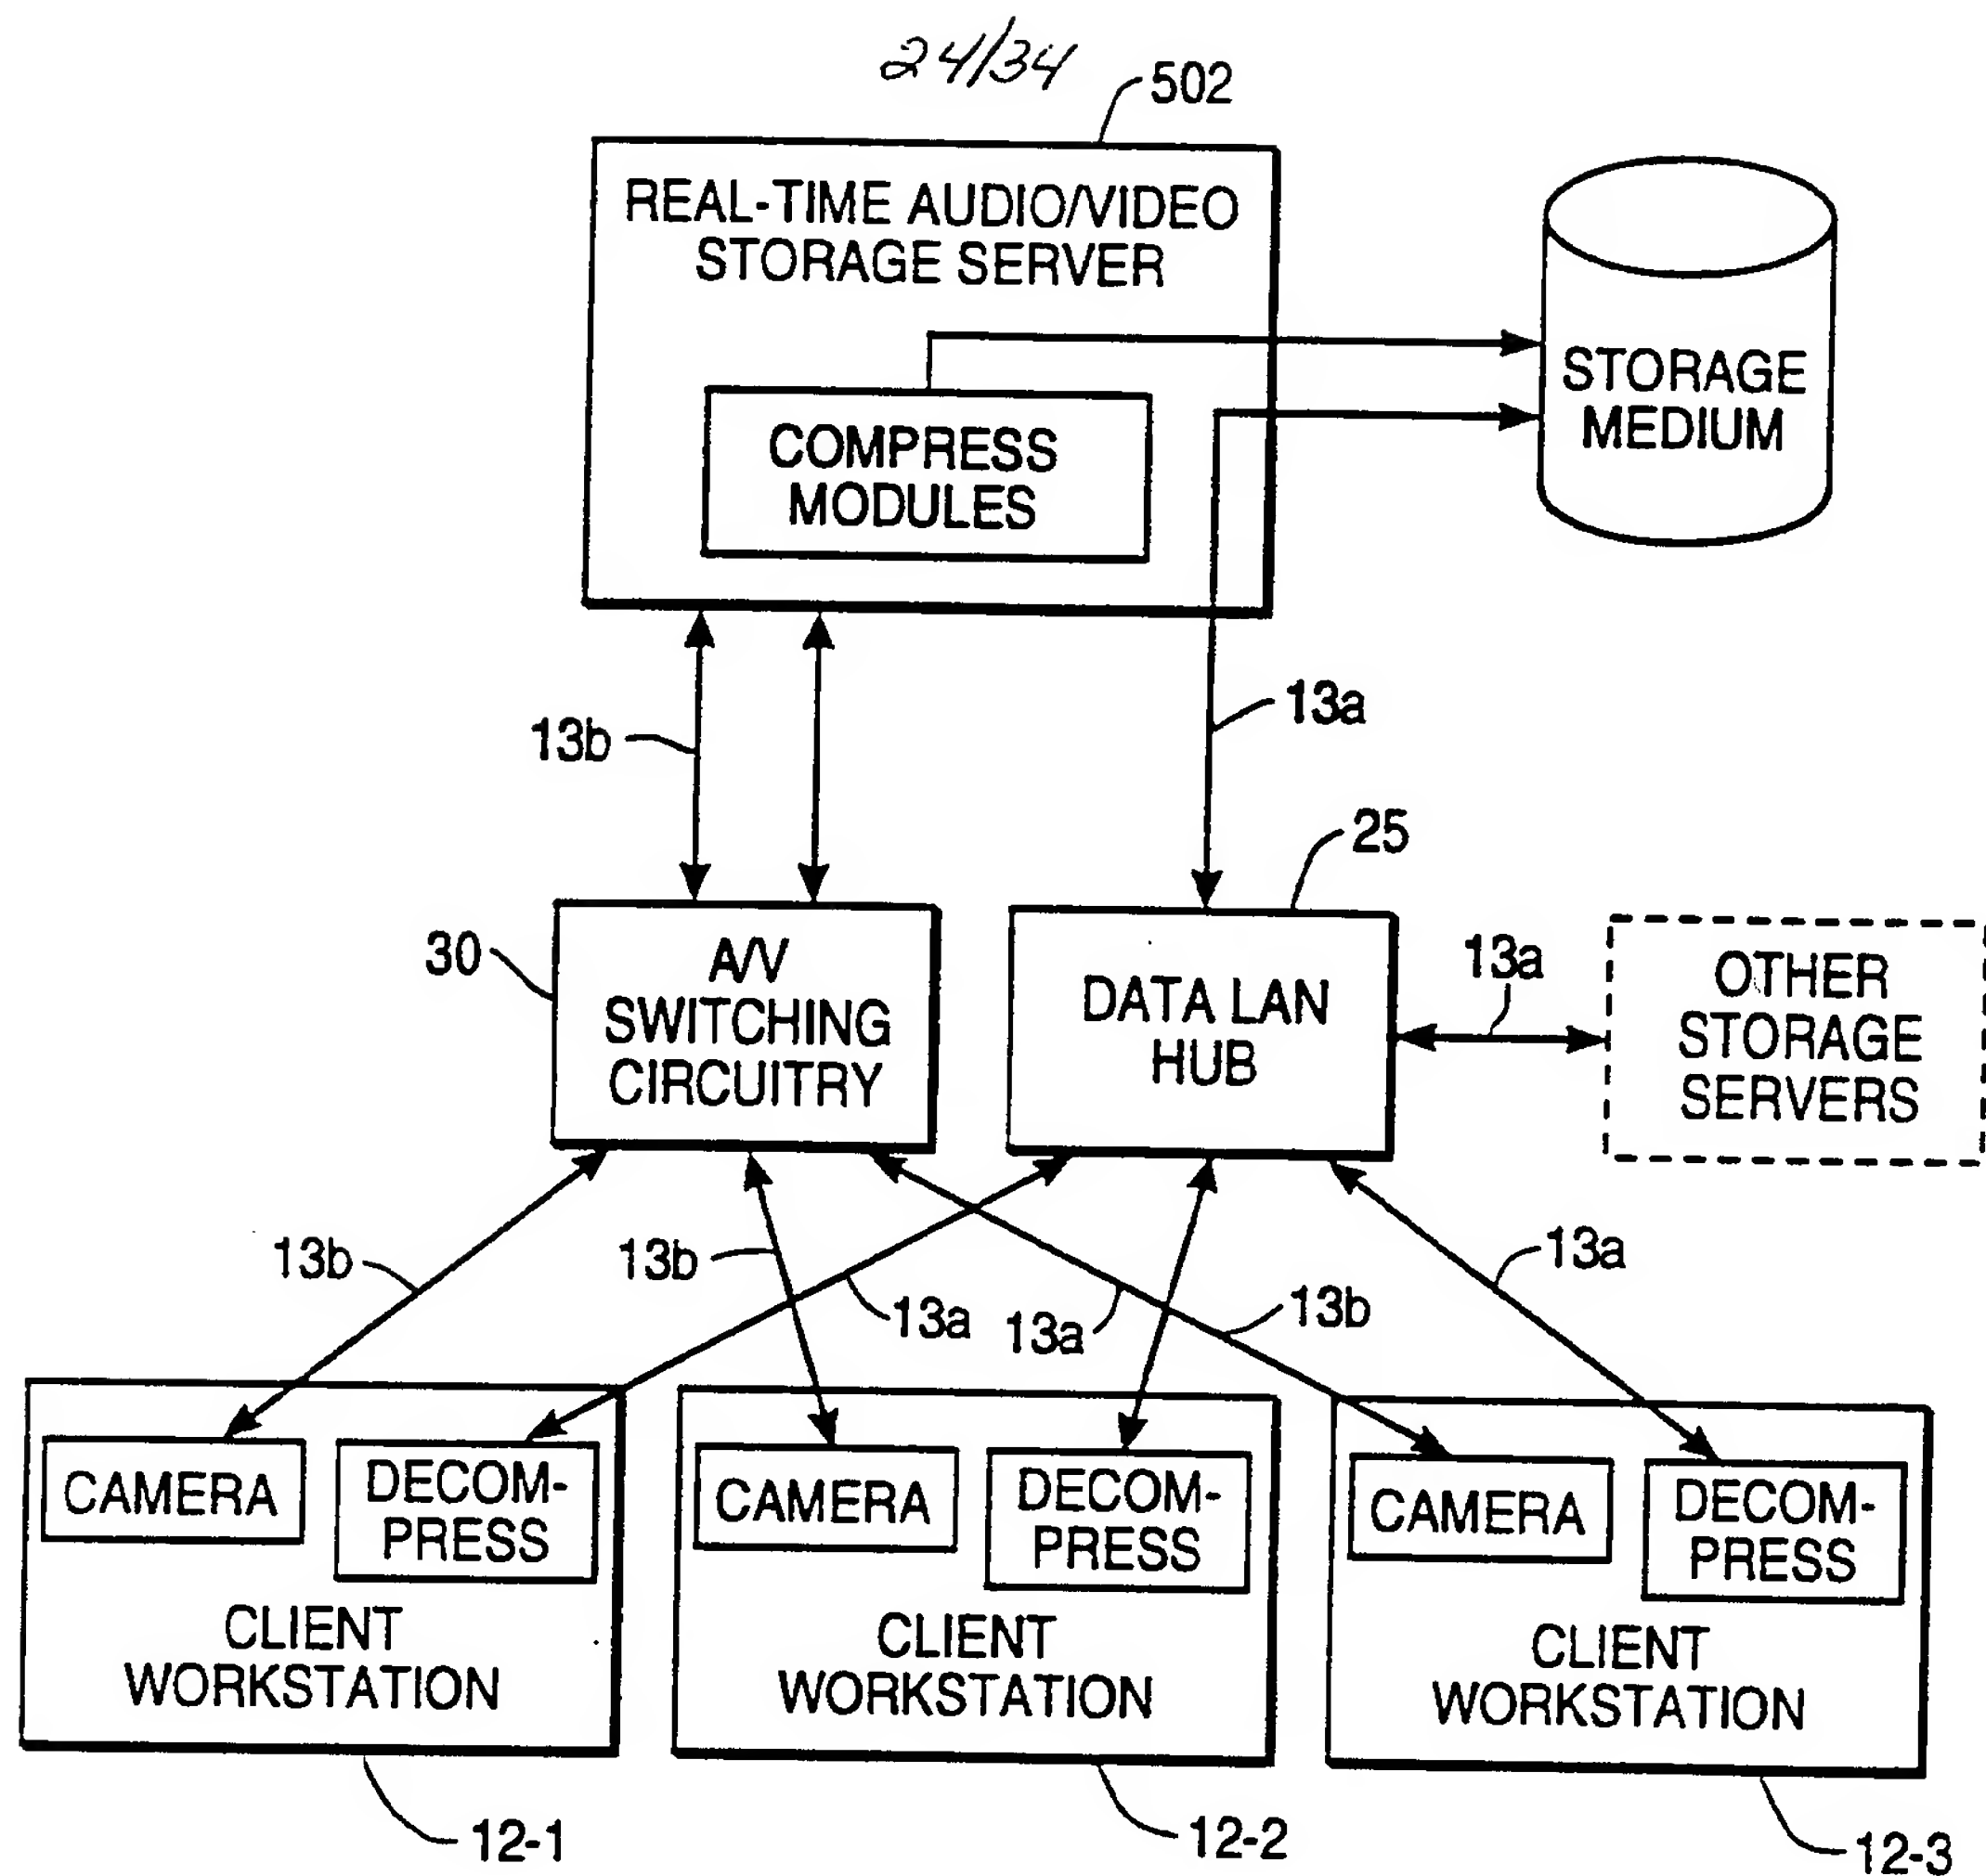 24/34
502
REAL-TIME AUDIO/VIDEO
STORAGE SERVER
COMPRESS
MODULES
STORAGE
MEDIUM
13b
13a
25
30
A/V
SWITCHING
CIRCUITRY
DATA LAN
HUB
13a
OTHER
STORAGE
SERVERS
13b
13b
13a
13a
13b
13a
CAMERA
DECOM-
PRESS
CLIENT
WORKSTATION
CAMERA
DECOM-
PRESS
CLIENT
WORKSTATION
CAMERA
DECOM-
PRESS
CLIENT
WORKSTATION
12-1
12-2
12-3